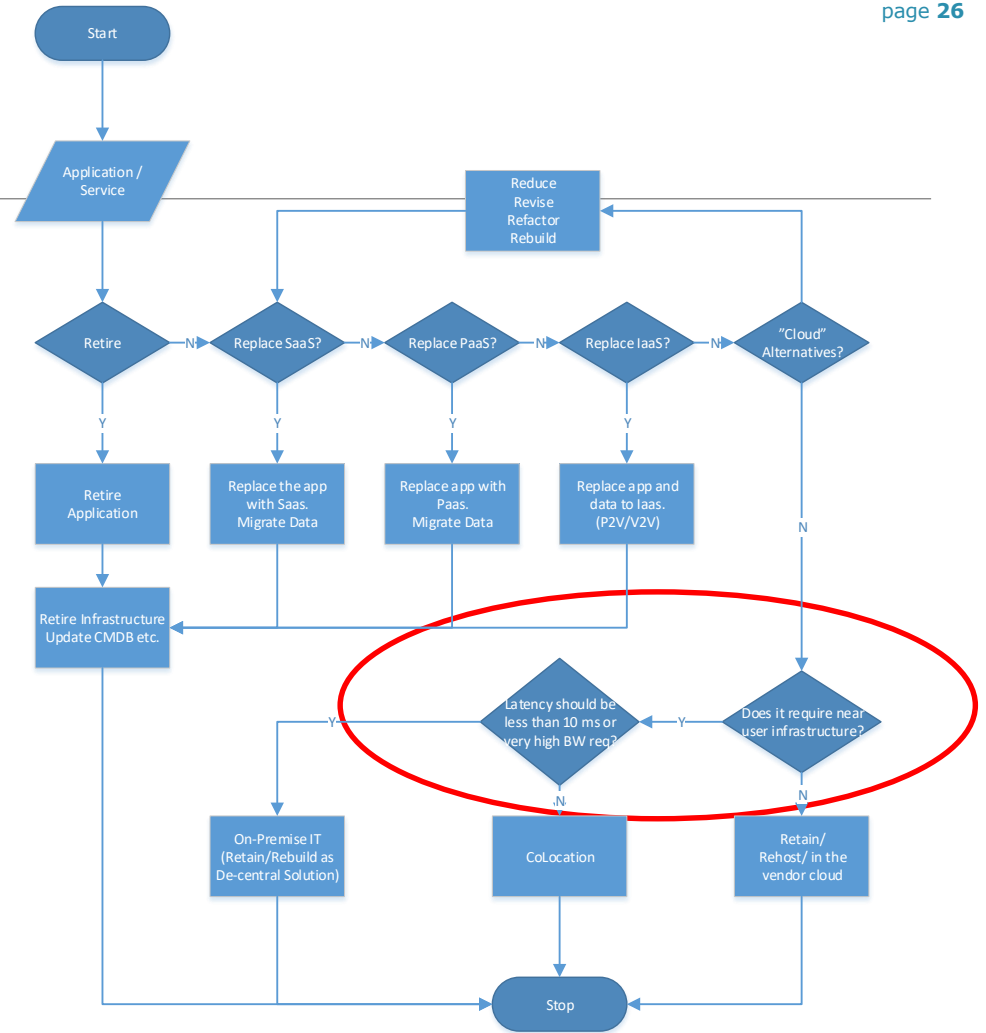 page 26
Start
Application /
Service
Reduce
Revise
Refactor
Rebuild
Retire
N
Replace SaaS?
N
Replace PaaS?
N
Replace IaaS?
N
”Cloud”
Alternatives?
Y
Y
Y
Y
Retire
Application
Replace the app
with Saas.
Migrate Data
Replace app with
Paas.
Migrate Data
Replace app and
data to Iaas.
(P2V/V2V)
N
Retire Infrastructure
Update CMDB etc.
Latency should be
less than 10 ms or
very high BW req?
Does it require near
user infrastructure?
Y
Y
N
N
On-Premise IT
(Retain/Rebuild as
De-central Solution)
CoLocation
Retain/
Rehost/ in the
vendor cloud
Stop